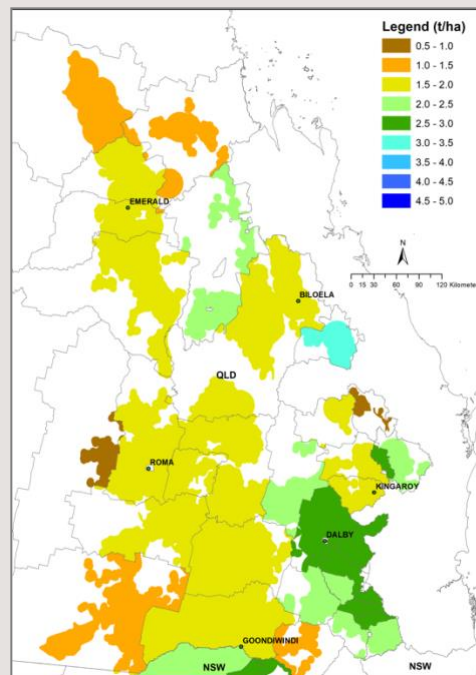 Legend (t/ha)
0.5 - 1.0
1.0 - 1.5
1.5 - 2.0
2.0 - 2.5
2.5 - 3.0
3.0 - 3.5
3.5 - 4.0
4.0 - 4.5
4.5 - 5.0
EMERALD
N
0 15 30 60 90 120 Kilomete
BILOELA
QLD
ROMA
KINGAROY
DALBY
GOONDIWINDI
NSW
NSW